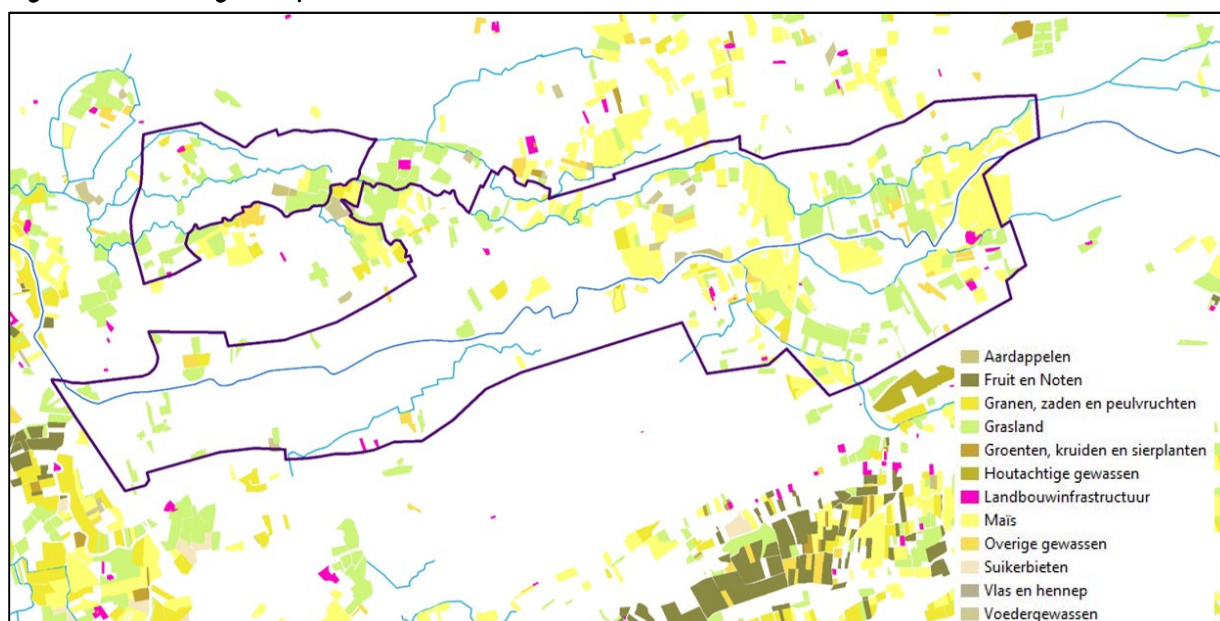 Aardappelen
Fruit en Noten
Granen, zaden en peulvruchten
Grasland
Groenten, kruiden en sierplanten
Houtachtige gewassen
Landbouwinfrastructuur
Maïs
Overige gewassen
Suikerbieten
Vlas en hennep
Voedergewassen